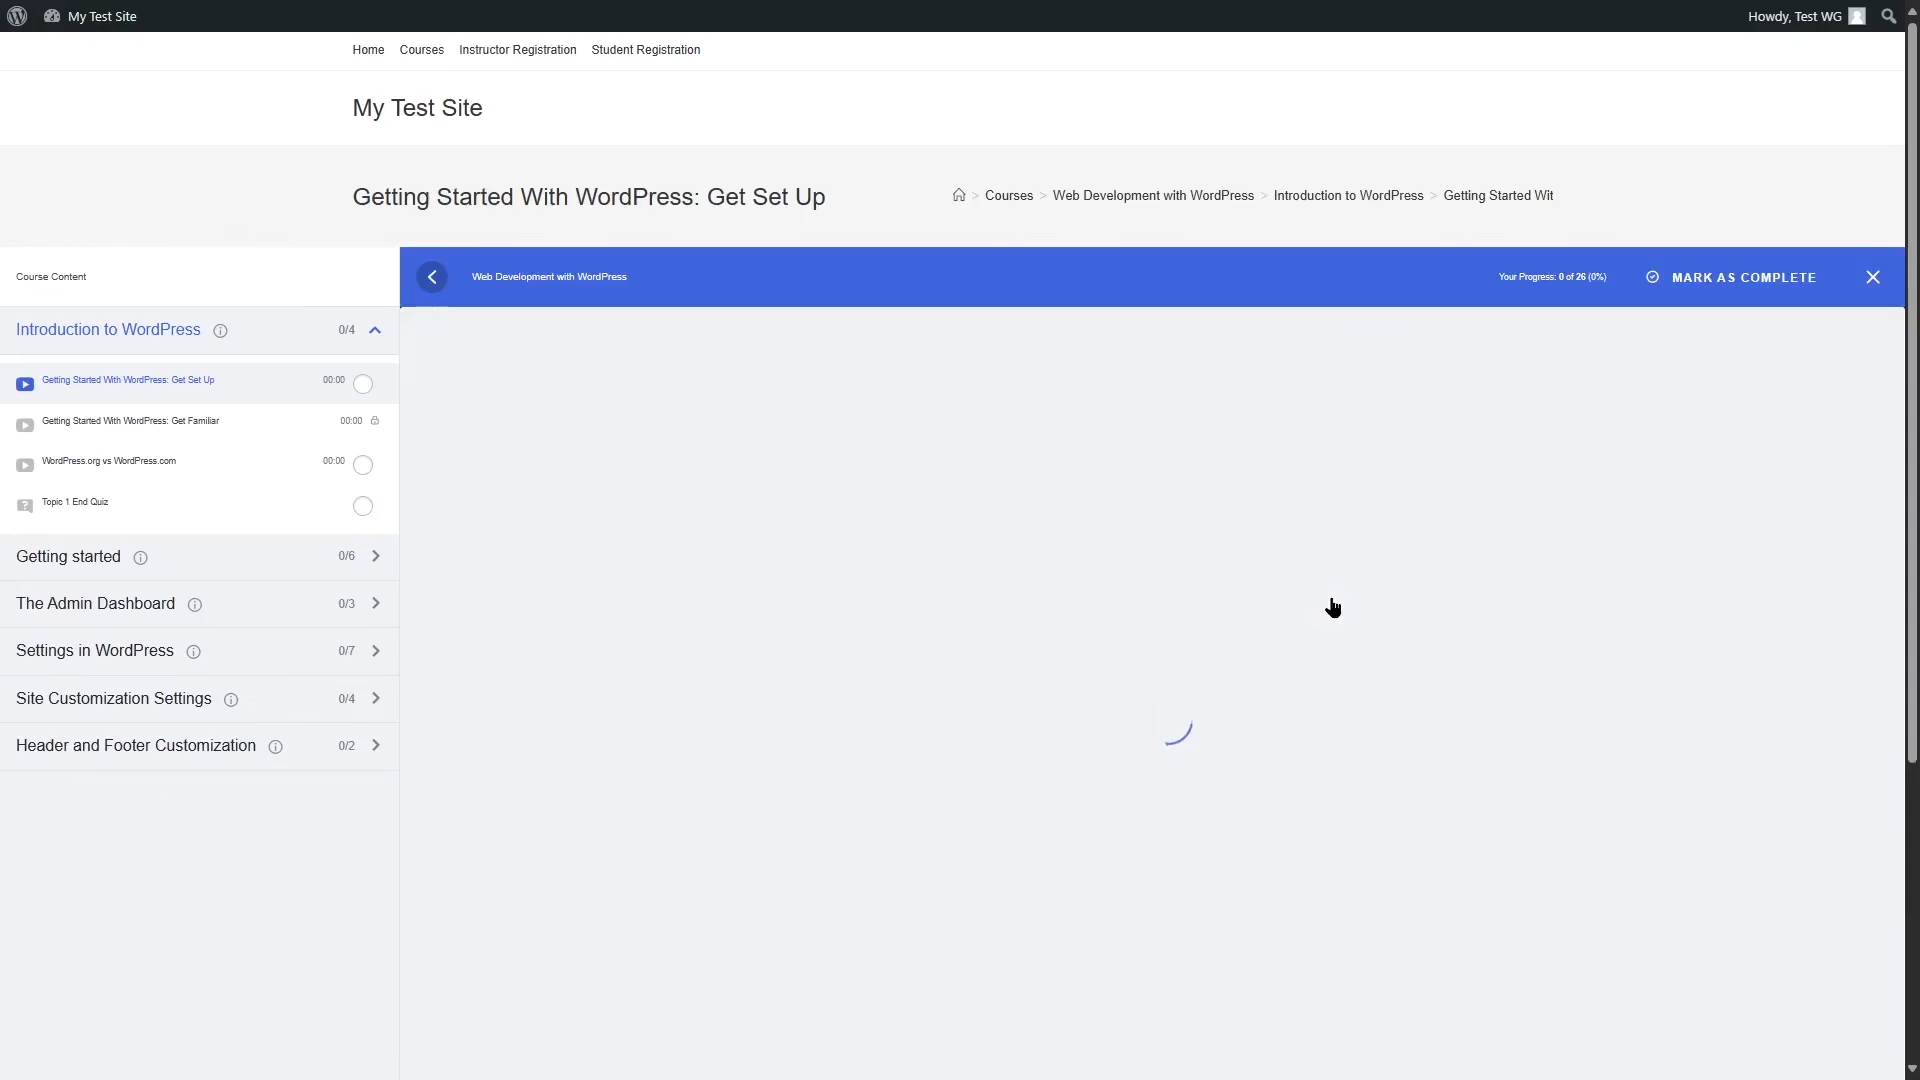 My Test Site
Howdy, Test WG
Home Courses Instructor Registration Student Registration
My Test Site
Getting Started With WordPress: Get Set Up
> Courses > Web Development with WordPress > Introduction to WordPress > Getting Started Wit
Course Content
Web Development with WordPress
Your Progress: 0 of 26 (0%)
MARK AS COMPLETE
Introduction to WordPress 0/4
Getting Started With WordPress: Get Set Up 00:00
Getting Started With WordPress: Get Familiar 00:00
WordPress.org vs WordPress.com 00:00
Topic 1 End Quiz
Getting started 0/6
The Admin Dashboard 0/3
Settings in WordPress 0/7
Site Customization Settings 0/4
Header and Footer Customization 0/2